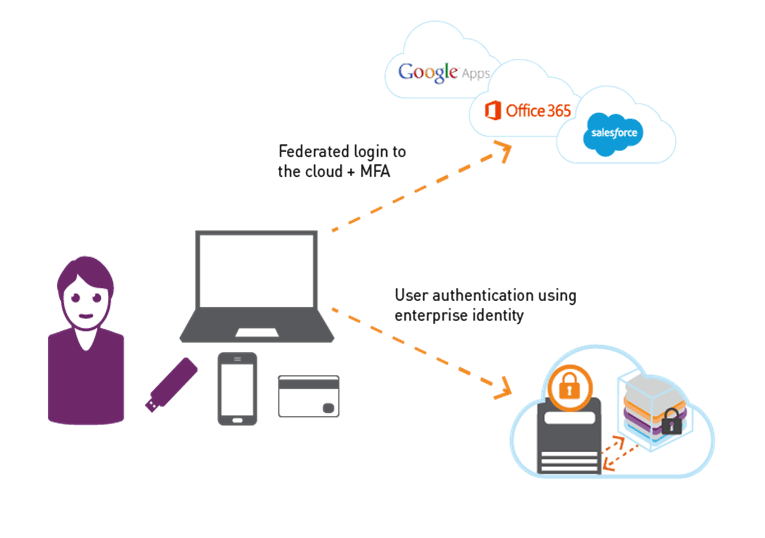 Google Apps
Office 365
salesforce
Federated login to
the cloud + MFA
User authentication using
enterprise identity